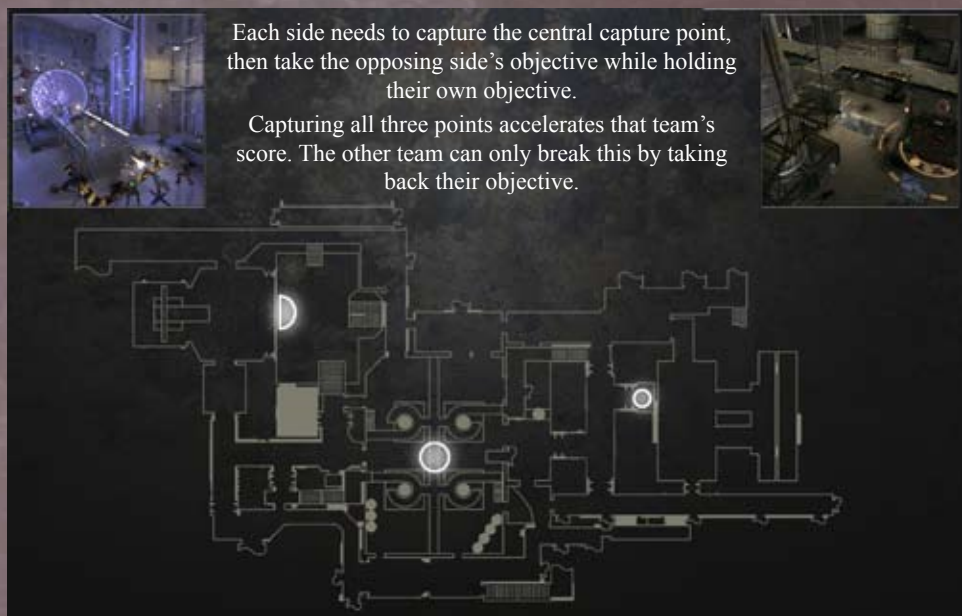 Each side needs to capture the central capture point,
then take the opposing side’s objective while holding
their own objective.
Capturing all three points accelerates that team’s
score. The other team can only break this by taking
back their objective.